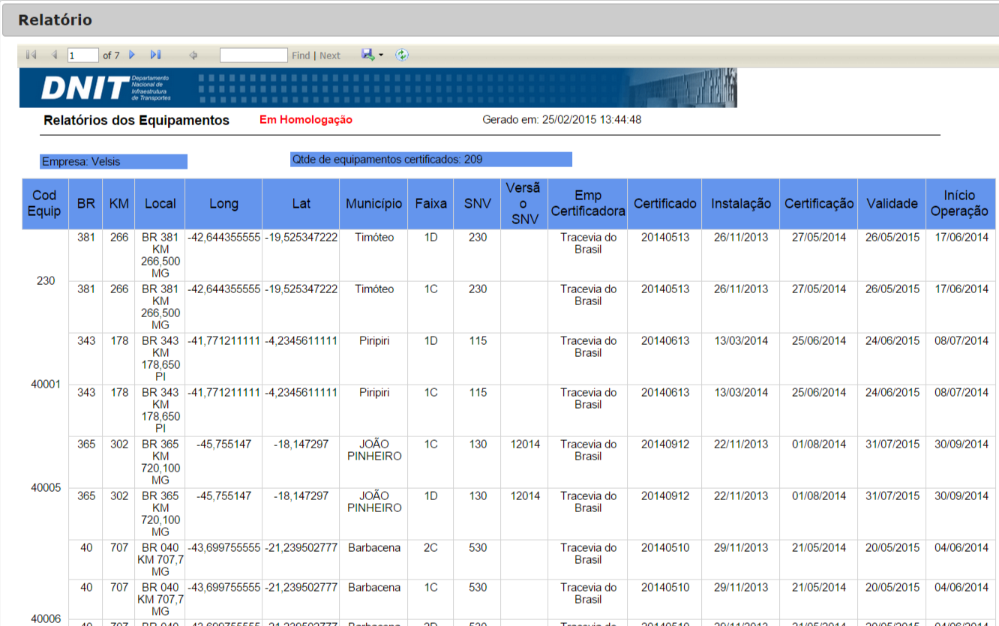 Relatório
1 of 7 Find | Next
DNIT Departamento
Nacional de
Infraestrutura
de Transportes
Relatórios dos Equipamentos Em Homologação Gerado em: 25/02/2015 13:44:48
Empresa: Velsis Qtde de equipamentos certificados: 209
Cod Equip BR KM Local Long Lat Município Faixa SNV Versão SNV Emp Certificadora Certificado Instalação Certificação Validade Início Operação
230
381 266 BR 381 KM 266,500 MG -42,644355555 -19,525347222 Timóteo 1D 230 Tracevia do Brasil 20140513 26/11/2013 27/05/2014 26/05/2015 17/06/2014
381 266 BR 381 KM 266,500 MG -42,644355555 -19,525347222 Timóteo 1C 230 Tracevia do Brasil 20140513 26/11/2013 27/05/2014 26/05/2015 17/06/2014
40001
343 178 BR 343 KM 178,650 PI -41,771211111 -4,2345611111 Piripiri 1D 115 Tracevia do Brasil 20140613 13/03/2014 25/06/2014 24/06/2015 08/07/2014
343 178 BR 343 KM 178,650 PI -41,771211111 -4,2345611111 Piripiri 1C 115 Tracevia do Brasil 20140613 13/03/2014 25/06/2014 24/06/2015 08/07/2014
40005
365 302 BR 365 KM 720,100 MG -45,755147 -18,147297 JOÃO PINHEIRO 1C 130 12014 Tracevia do Brasil 20140912 22/11/2013 01/08/2014 31/07/2015 30/09/2014
365 302 BR 365 KM 720,100 MG -45,755147 -18,147297 JOÃO PINHEIRO 1D 130 12014 Tracevia do Brasil 20140912 22/11/2013 01/08/2014 31/07/2015 30/09/2014
40006
40 707 BR 040 KM 707,7 MG -43,699755555 -21,239502777 Barbacena 2C 530 Tracevia do Brasil 20140510 29/11/2013 21/05/2014 20/05/2015 04/06/2014
40 707 BR 040 KM 707,7 MG -43,699755555 -21,239502777 Barbacena 1C 530 Tracevia do Brasil 20140510 29/11/2013 21/05/2014 20/05/2015 04/06/2014